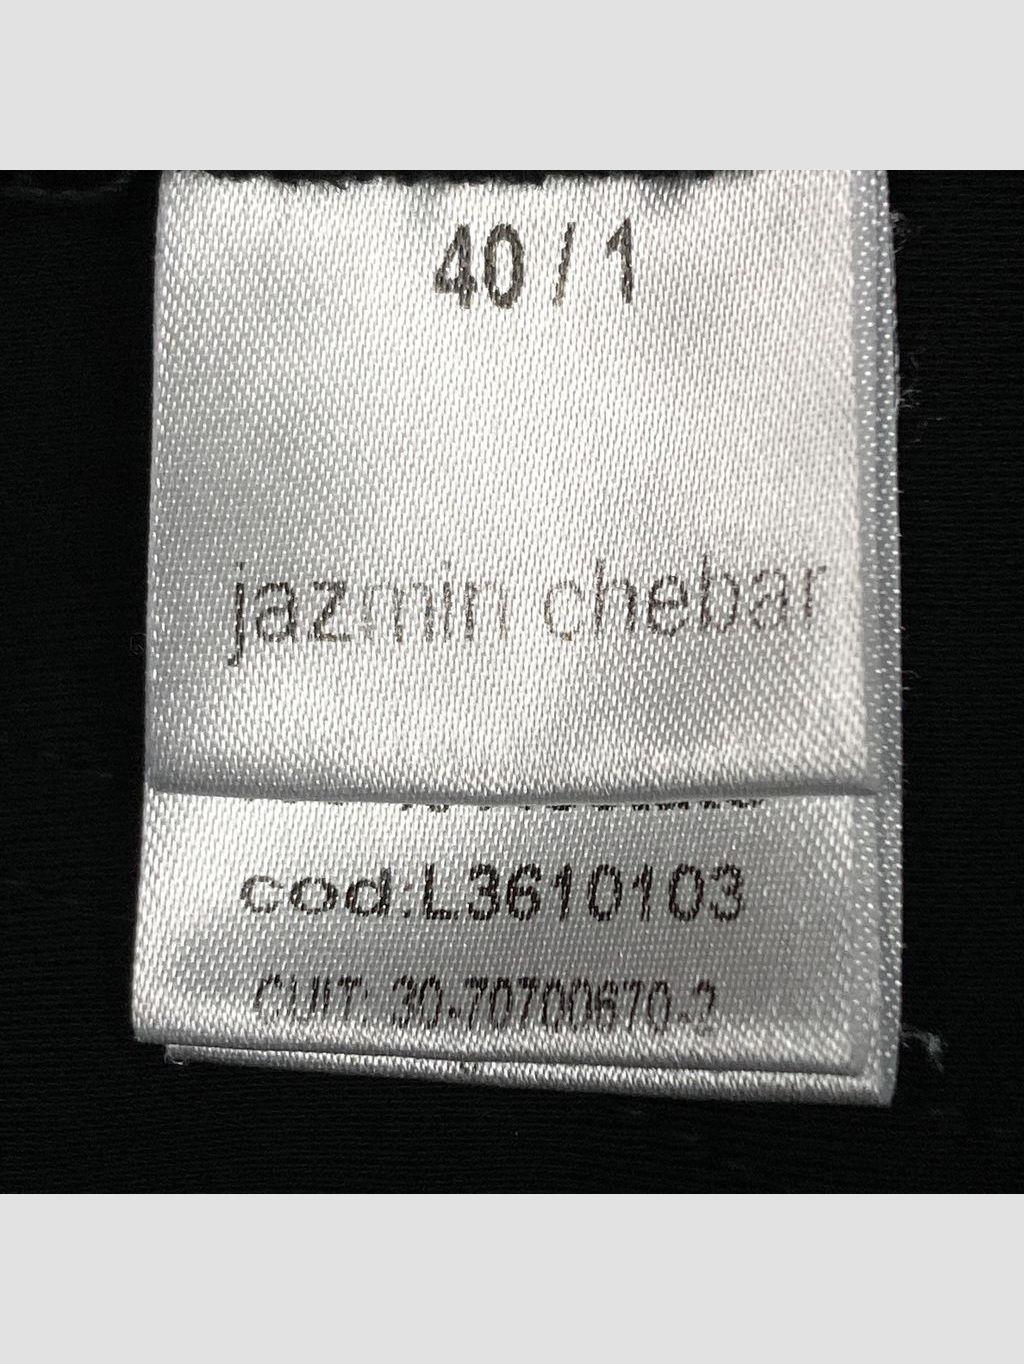 40 / 1
jazmin chebar
cod:L3610103
CUIT: 30-70700670-2